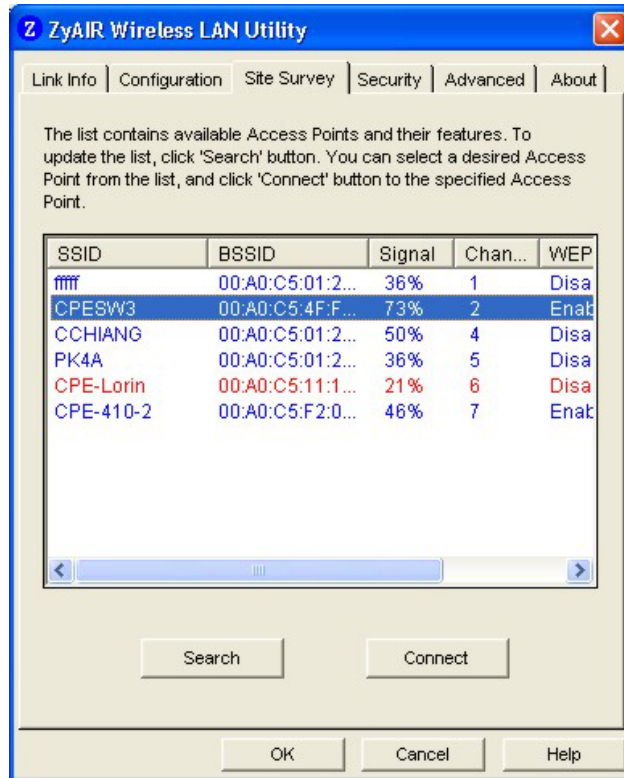 Z ZyAIR Wireless LAN Utility
Link Info Configuration Site Survey Security Advanced About
The list contains available Access Points and their features. To
update the list, click 'Search' button. You can select a desired Access
Point from the list, and click 'Connect' button to the specified Access
Point.
SSID BSSID Signal Chan... WEP
fffff 00:A0:C5:01:2... 36% 1 Disa
CPESW3 00:A0:C5:4F:F... 73% 2 Enab
CCHIANG 00:A0:C5:01:2... 50% 4 Disa
PK4A 00:A0:C5:01:2... 36% 5 Disa
CPE-Lorin 00:A0:C5:11:1... 21% 6 Disa
CPE-410-2 00:A0:C5:F2:0... 46% 7 Enab
Search Connect
OK Cancel Help